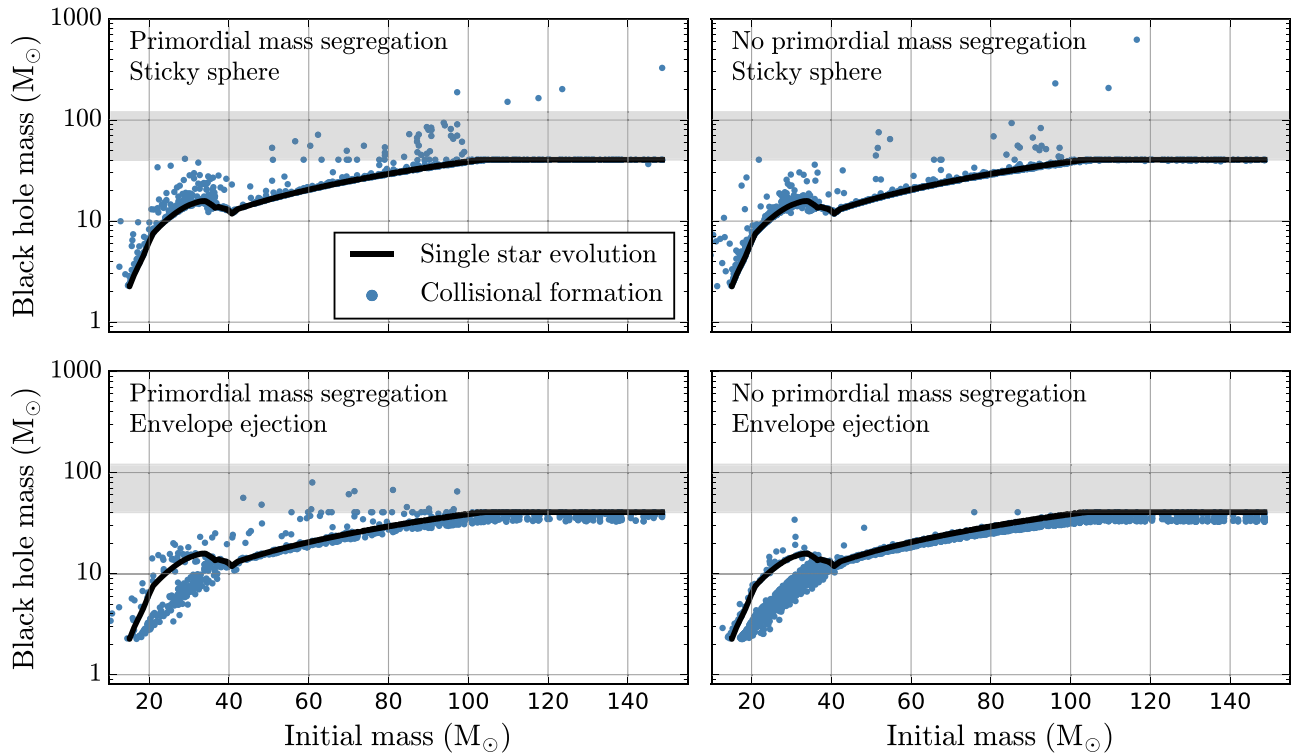 1000
100
10
1
Black hole mass (M☉)
Primordial mass segregation
Sticky sphere
Single star evolution
Collisional formation
No primordial mass segregation
Sticky sphere
1000
100
10
1
Black hole mass (M☉)
Primordial mass segregation
Envelope ejection
No primordial mass segregation
Envelope ejection
20 40 60 80 100 120 140
20 40 60 80 100 120 140
Initial mass (M☉)
Initial mass (M☉)